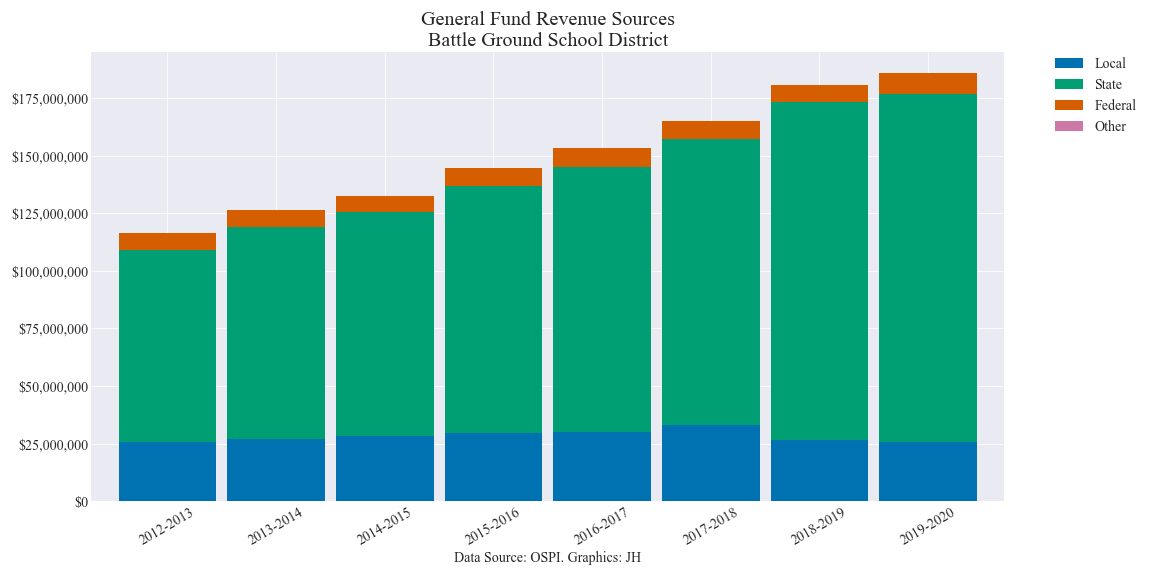 General Fund Revenue Sources
Battle Ground School District
Local
State
Federal
Other
$175,000,000
$150,000,000
$125,000,000
$100,000,000
$75,000,000
$50,000,000
$25,000,000
$0
2012-2013
2013-2014
2014-2015
2015-2016
2016-2017
2017-2018
2018-2019
2019-2020
Data Source: OSPI. Graphics: JH